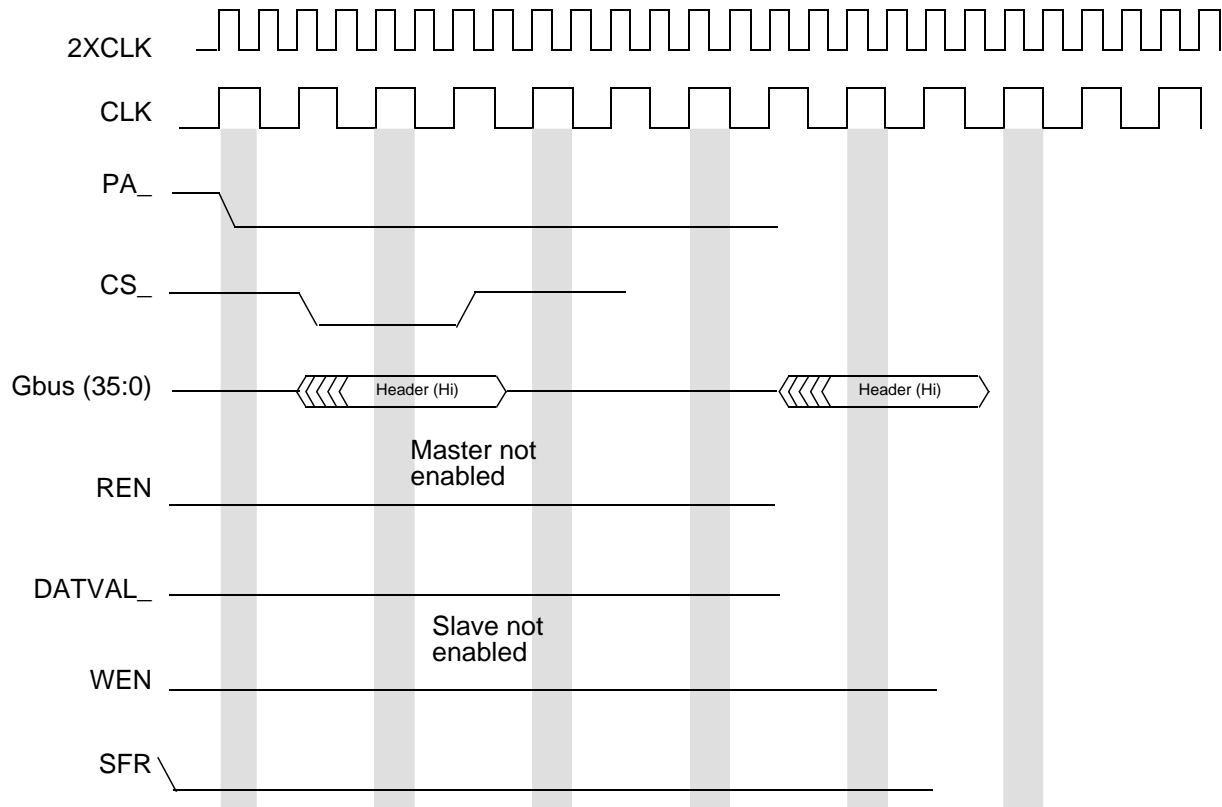 2XCLK
CLK
PA_
CS_
Gbus (35:0)
Header (Hi)
Header (Hi)
Master not
enabled
REN
DATVAL_
Slave not
enabled
WEN
SFR